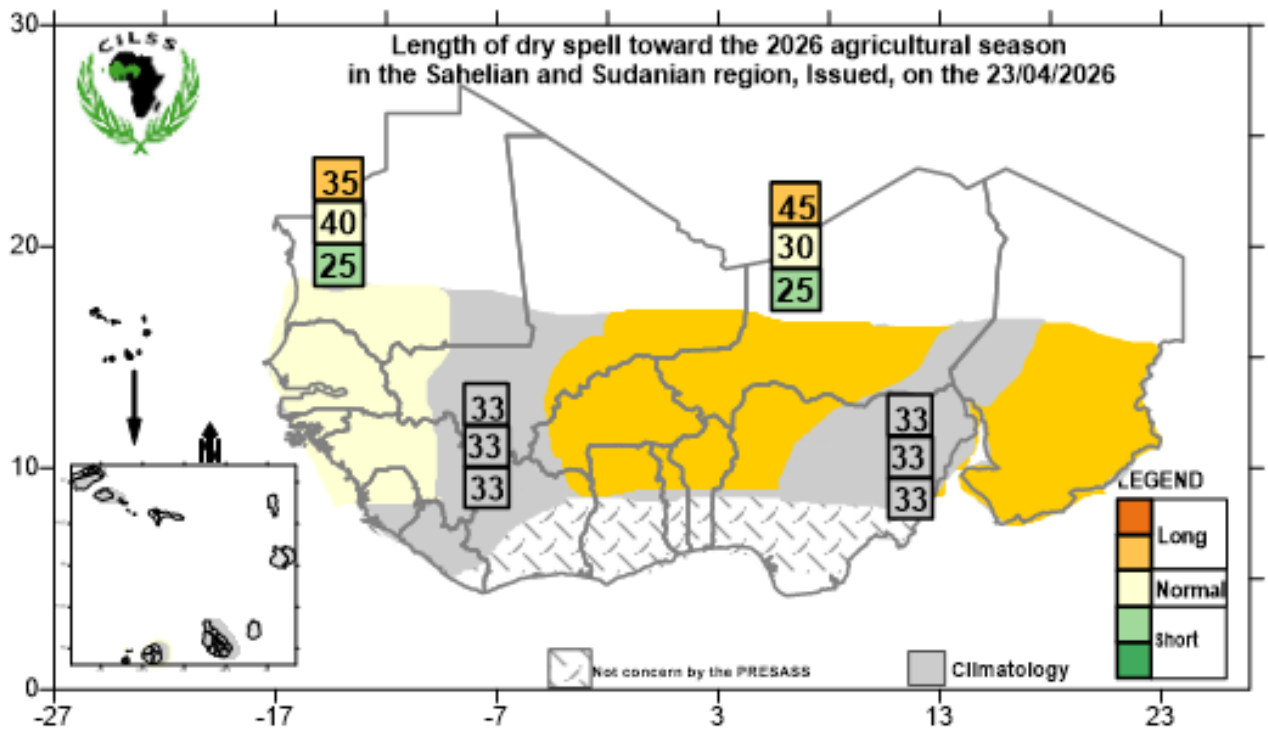 30
CILSS
Length of dry spell toward the 2026 agricultural season
in the Sahelian and Sudanian region, Issued, on the 23/04/2026
35
40
25
45
30
25
20
33
33
33
33
33
33
10
LEGEND
Long
Normal
Short
Not concern by the PRESASS
Climatology
0
-27
-17
-7
3
13
23